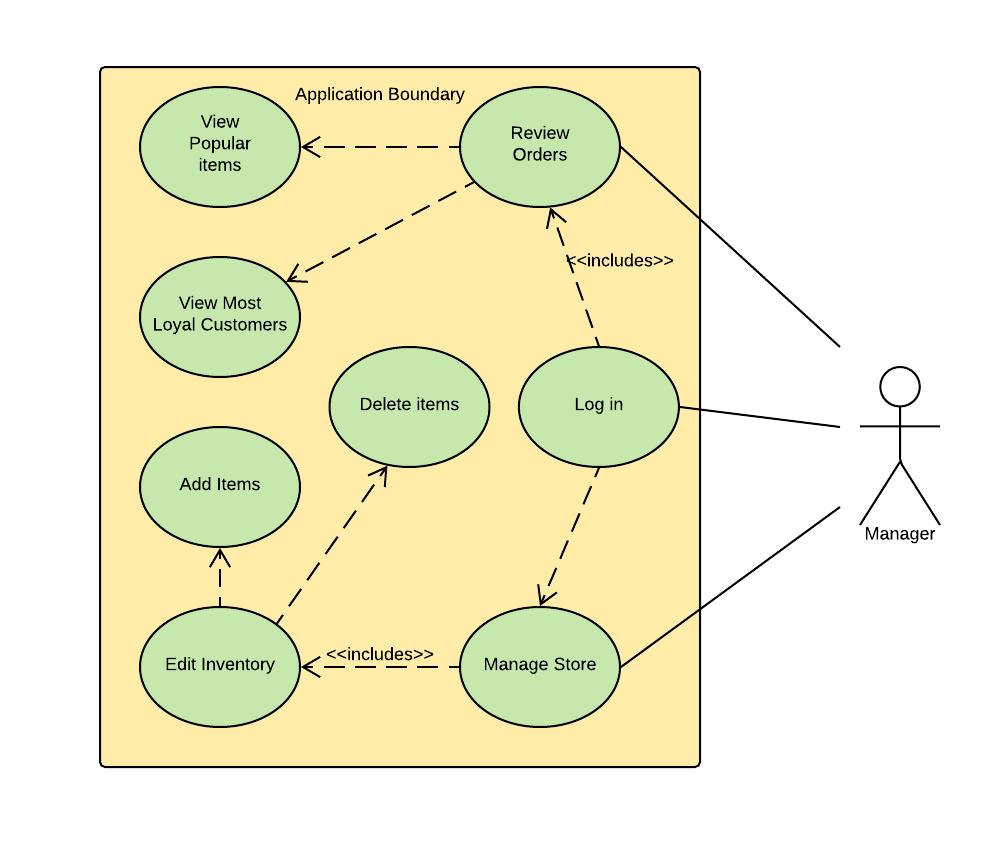 Application Boundary
View
Popular
items
Review
Orders
<<includes>>
View Most
Loyal Customers
Delete items
Log in
Add Items
Manager
<<includes>>
Edit Inventory
Manage Store